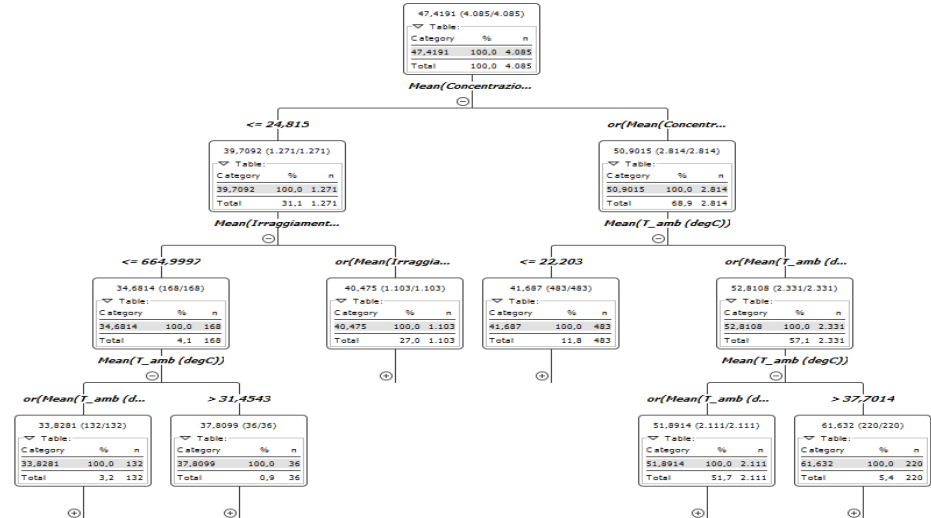 47,4191 (4.085/4.085)
Table:
Category % n
47,4191 100,0 4.085
Total 100,0 4.085
Mean(Concentrazio...
<= 24,815
or(Mean(Concentr...
39,7092 (1.271/1.271)
Table:
Category % n
39,7092 100,0 1.271
Total 31,1 1.271
Mean(Irraggiament...
50,9015 (2.814/2.814)
Table:
Category % n
50,9015 100,0 2.814
Total 68,9 2.814
Mean(T_amb (degC))
<= 664,9997
or(Mean(Irraggia...
<= 22,203
or(Mean(T_amb (d...
34,6814 (168/168)
Table:
Category % n
34,6814 100,0 168
Total 4,1 168
Mean(T_amb (degC))
40,475 (1.103/1.103)
Table:
Category % n
40,475 100,0 1.103
Total 27,0 1.103
41,687 (483/483)
Table:
Category % n
41,687 100,0 483
Total 11,8 483
52,8108 (2.331/2.331)
Table:
Category % n
52,8108 100,0 2.331
Total 57,1 2.331
Mean(T_amb (degC))
or(Mean(T_amb (d...
> 31,4543
or(Mean(T_amb (d...
> 37,7014
33,8281 (132/132)
Table:
Category % n
33,8281 100,0 132
Total 3,2 132
37,8099 (36/36)
Table:
Category % n
37,8099 100,0 36
Total 0,9 36
51,8914 (2.111/2.111)
Table:
Category % n
51,8914 100,0 2.111
Total 51,7 2.111
61,632 (220/220)
Table:
Category % n
61,632 100,0 220
Total 5,4 220